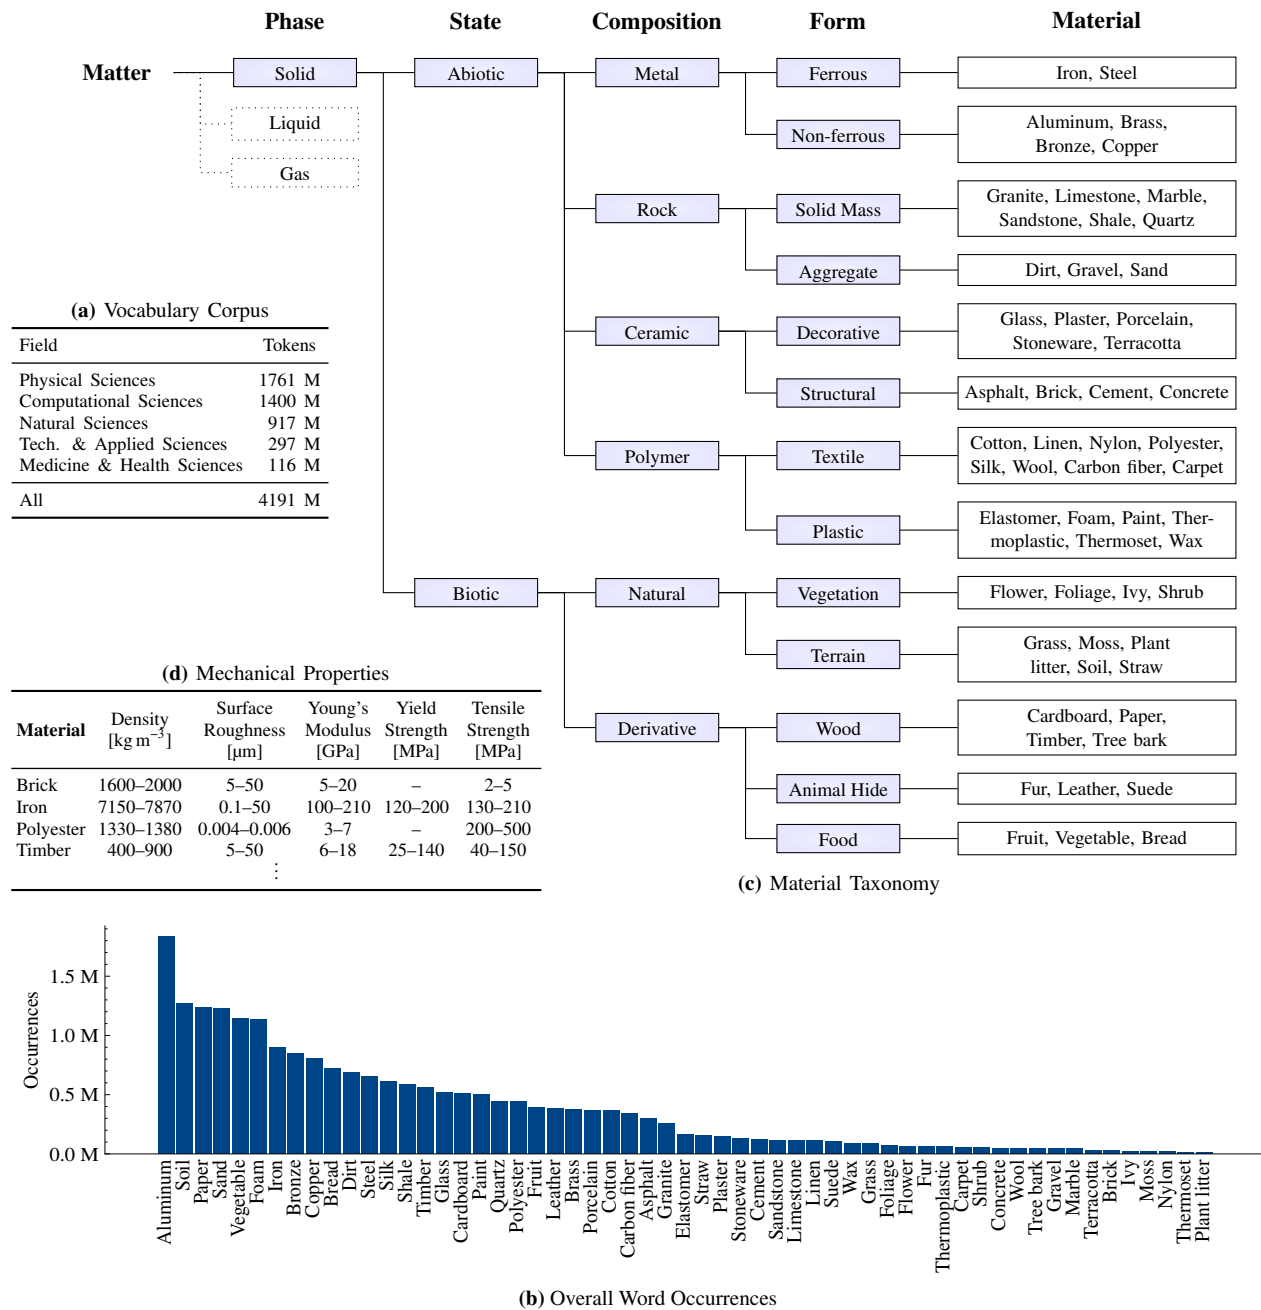 Phase State Composition Form Material
Matter Solid Abiotic Metal Ferrous Iron, Steel
Liquid
Gas
Non-ferrous Aluminum, Brass,
Bronze, Copper
Rock Solid Mass Granite, Limestone, Marble,
Sandstone, Shale, Quartz
Aggregate Dirt, Gravel, Sand
Ceramic Decorative Glass, Plaster, Porcelain,
Stoneware, Terracotta
Structural Asphalt, Brick, Cement, Concrete
Polymer Textile Cotton, Linen, Nylon, Polyester,
Silk, Wool, Carbon fiber, Carpet
Plastic Elastomer, Foam, Paint, Ther-
moplastic, Thermoset, Wax
Biotic Natural Vegetation Flower, Foliage, Ivy, Shrub
Terrain Grass, Moss, Plant
litter, Soil, Straw
Derivative Wood Cardboard, Paper,
Timber, Tree bark
Animal Hide Fur, Leather, Suede
Food Fruit, Vegetable, Bread
(c) Material Taxonomy
(a) Vocabulary Corpus
Field Tokens
Physical Sciences 1761 M
Computational Sciences 1400 M
Natural Sciences 917 M
Tech. & Applied Sciences 297 M
Medicine & Health Sciences 116 M
All 4191 M
(d) Mechanical Properties
Material Density [kg m−3] Surface Roughness [µm] Young's Modulus [GPa] Yield Strength [MPa] Tensile Strength [MPa]
Brick 1600–2000 5–50 5–20 – 2–5
Iron 7150–7870 0.1–50 100–210 120–200 130–210
Polyester 1330–1380 0.004–0.006 3–7 – 200–500
Timber 400–900 5–50 6–18 25–140 40–150
⋮
Occurrences
1.5 M
1.0 M
0.5 M
0.0 M
Aluminum
Soil
Paper
Sand
Vegetable
Foam
Iron
Bronze
Copper
Bread
Dirt
Steel
Silk
Shale
Timber
Glass
Cardboard
Paint
Quartz
Polyester
Fruit
Leather
Brass
Porcelain
Cotton
Carbon fiber
Asphalt
Granite
Elastomer
Straw
Plaster
Stoneware
Cement
Sandstone
Limestone
Linen
Suede
Wax
Grass
Foliage
Flower
Fur
Thermoplastic
Carpet
Shrub
Concrete
Wool
Tree bark
Gravel
Marble
Terracotta
Brick
Ivy
Moss
Nylon
Thermoset
Plant litter
(b) Overall Word Occurrences